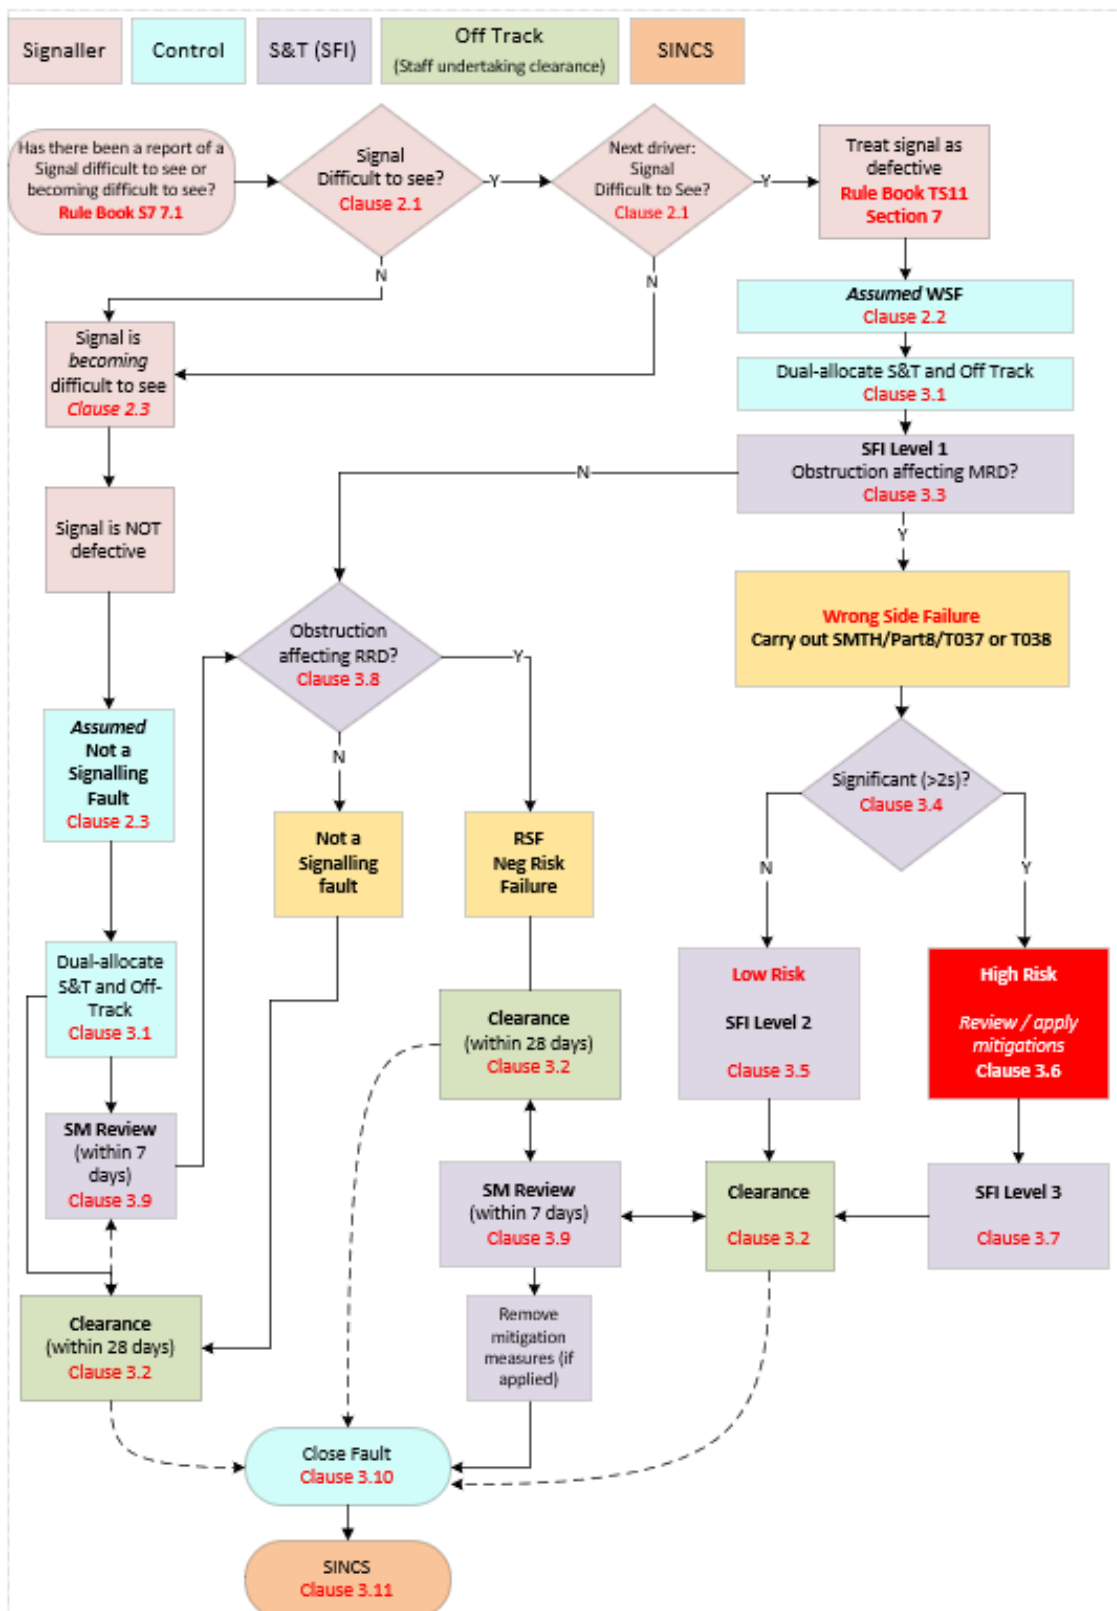 Signaller
Control
S&T (SFI)
Off Track
(Staff undertaking clearance)
SINCS
Has there been a report of a
Signal difficult to see or
becoming difficult to see?
Rule Book S7 7.1
Signal
Difficult to see?
Clause 2.1
Y
Next driver:
Signal
Difficult to See?
Clause 2.1
Y
Treat signal as
defective
Rule Book TS11
Section 7
N
N
Assumed WSF
Clause 2.2
Signal is
becoming
difficult to see
Clause 2.3
Dual-allocate S&T and Off Track
Clause 3.1
SFI Level 1
Obstruction affecting MRD?
Clause 3.3
N
Y
Signal is NOT
defective
Wrong Side Failure
Carry out SMTH/Part8/T037 or T038
Obstruction
affecting RRD?
Clause 3.8
Y
N
Assumed
Not a
Signalling
Fault
Clause 2.3
Significant (>2s)?
Clause 3.4
N
Y
Not a
Signalling
fault
RSF
Neg Risk
Failure
Dual-allocate
S&T and Off-
Track
Clause 3.1
Low Risk
SFI Level 2
Clause 3.5
High Risk
Review / apply
mitigations
Clause 3.6
Clearance
(within 28 days)
Clause 3.2
SM Review
(within 7
days)
Clause 3.9
SM Review
(within 7 days)
Clause 3.9
Clearance
Clause 3.2
SFI Level 3
Clause 3.7
Clearance
(within 28 days)
Clause 3.2
Remove
mitigation
measures (if
applied)
Close Fault
Clause 3.10
SINCS
Clause 3.11